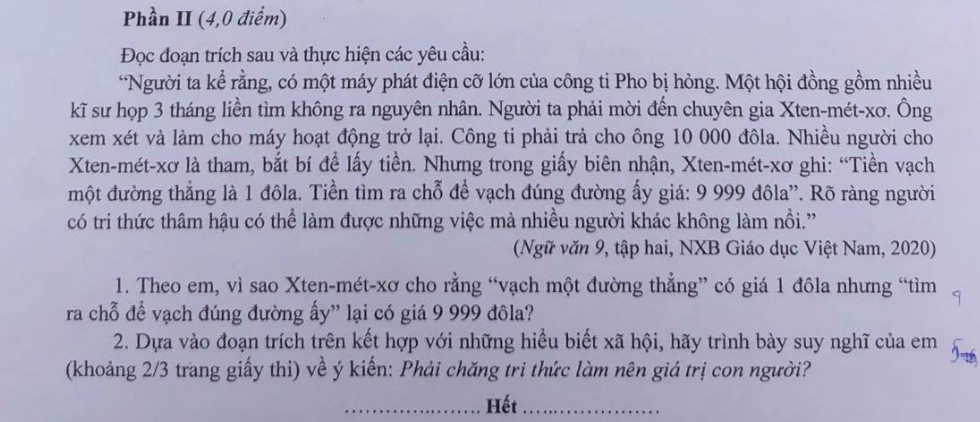 Phần II (4,0 điểm)
Đọc đoạn trích sau và thực hiện các yêu cầu:
“Người ta kể rằng, có một máy phát điện cỡ lớn của công ti Pho bị hỏng. Một hội đồng gồm nhiều
kĩ sư họp 3 tháng liền tìm không ra nguyên nhân. Người ta phải mời đến chuyên gia Xten-mét-xơ. Ông
xem xét và làm cho máy hoạt động trở lại. Công ti phải trả cho ông 10 000 đôla. Nhiều người cho
Xten-mét-xơ là tham, bắt bí để lấy tiền. Nhưng trong giấy biên nhận, Xten-mét-xơ ghi: “Tiền vạch
một đường thẳng là 1 đôla. Tiền tìm ra chỗ để vạch đúng đường ấy giá: 9 999 đôla”. Rõ ràng người
có tri thức thâm hậu có thể làm được những việc mà nhiều người khác không làm nổi.”
(Ngữ văn 9, tập hai, NXB Giáo dục Việt Nam, 2020)
1. Theo em, vì sao Xten-mét-xơ cho rằng “vạch một đường thẳng” có giá 1 đôla nhưng “tìm
ra chỗ để vạch đúng đường ấy” lại có giá 9 999 đôla?
2. Dựa vào đoạn trích trên kết hợp với những hiểu biết xã hội, hãy trình bày suy nghĩ của em
(khoảng 2/3 trang giấy thi) về ý kiến: Phải chăng tri thức làm nên giá trị con người?
.................... Hết ....................